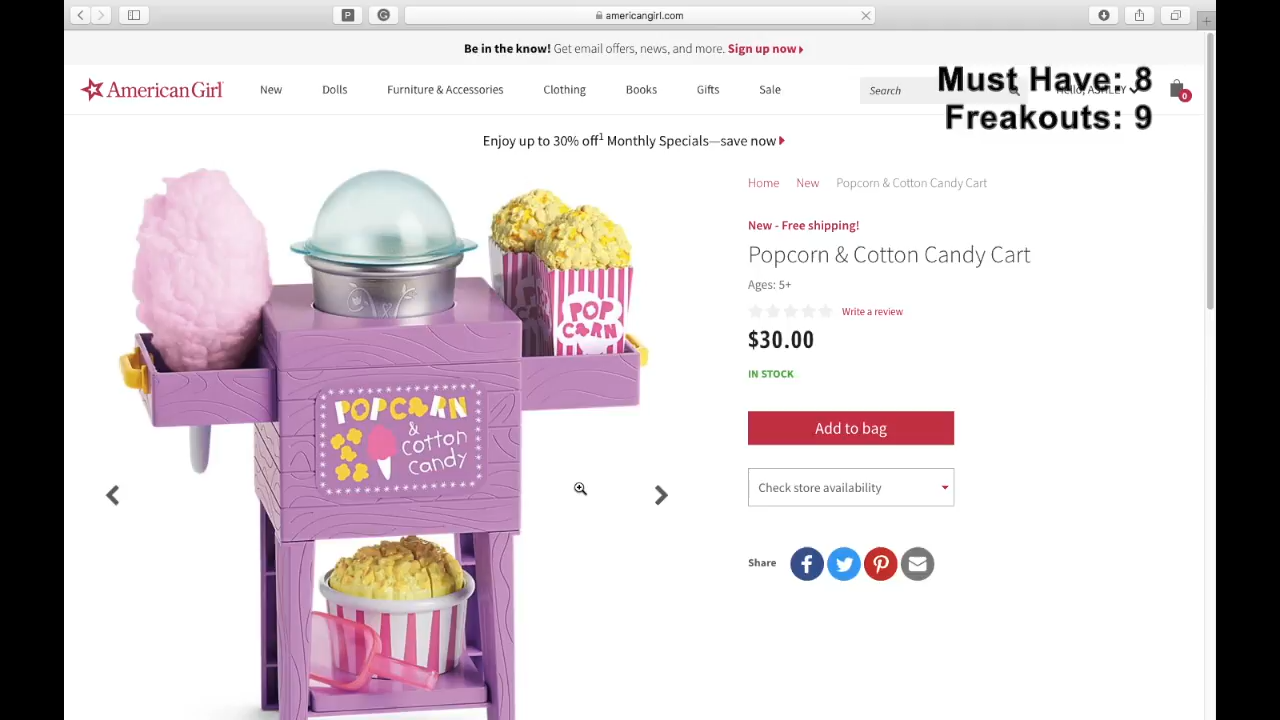 P
G
americangirl.com
Be in the know! Get email offers, news, and more. Sign up now
American Girl
New
Dolls
Furniture & Accessories
Clothing
Books
Gifts
Sale
Search
Hello, ASHLEY
0
Must Have: 8
Freakouts: 9
Enjoy up to 30% off¹ Monthly Specials—save now
Home New Popcorn & Cotton Candy Cart
New - Free shipping!
Popcorn & Cotton Candy Cart
Ages: 5+
Write a review
$30.00
IN STOCK
Add to bag
Check store availability
Share
POP
CORN
POPCORN
&
cotton
candy